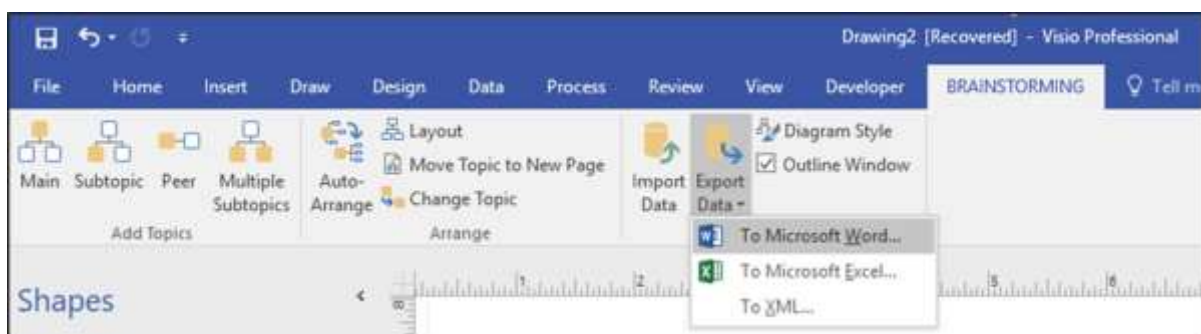 Drawing2 [Recovered] - Visio Professional
File Home Insert Draw Design Data Process Review View Developer BRAINSTORMING Tell m
Main Subtopic Peer Multiple Subtopics
Add Topics
Auto-Arrange
Layout
Move Topic to New Page
Change Topic
Arrange
Import Data
Export Data
Diagram Style
Outline Window
To Microsoft Word...
To Microsoft Excel...
To XML...
Shapes